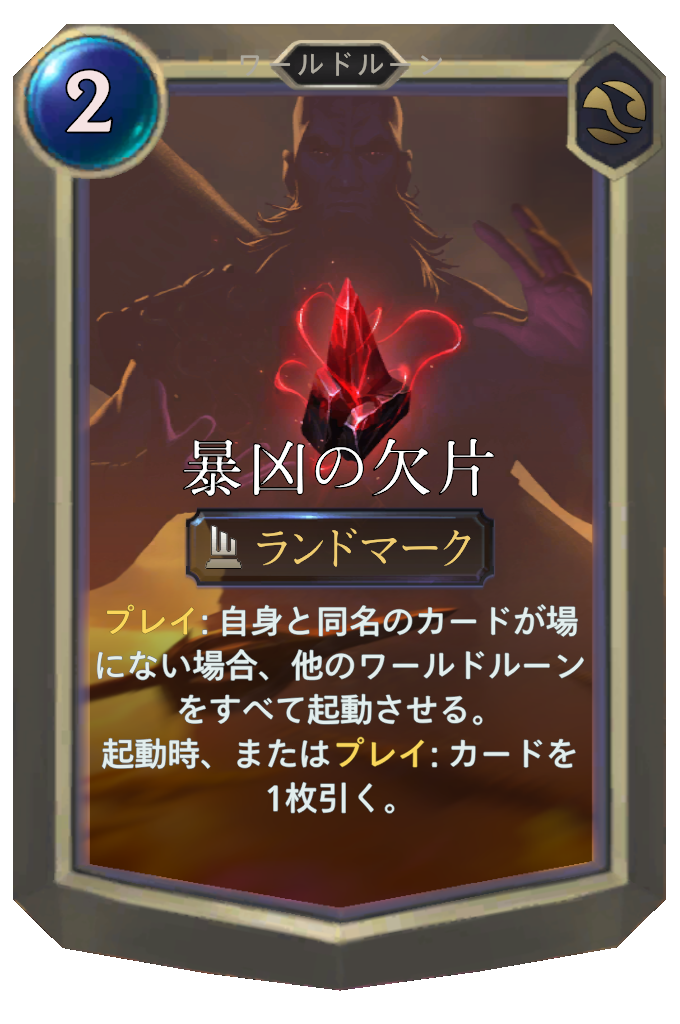 ワールドルーン
2
暴凶の欠片
ランドマーク
プレイ: 自身と同名のカードが場
にない場合、他のワールドルーン
をすべて起動させる。
起動時、またはプレイ: カードを
1枚引く。